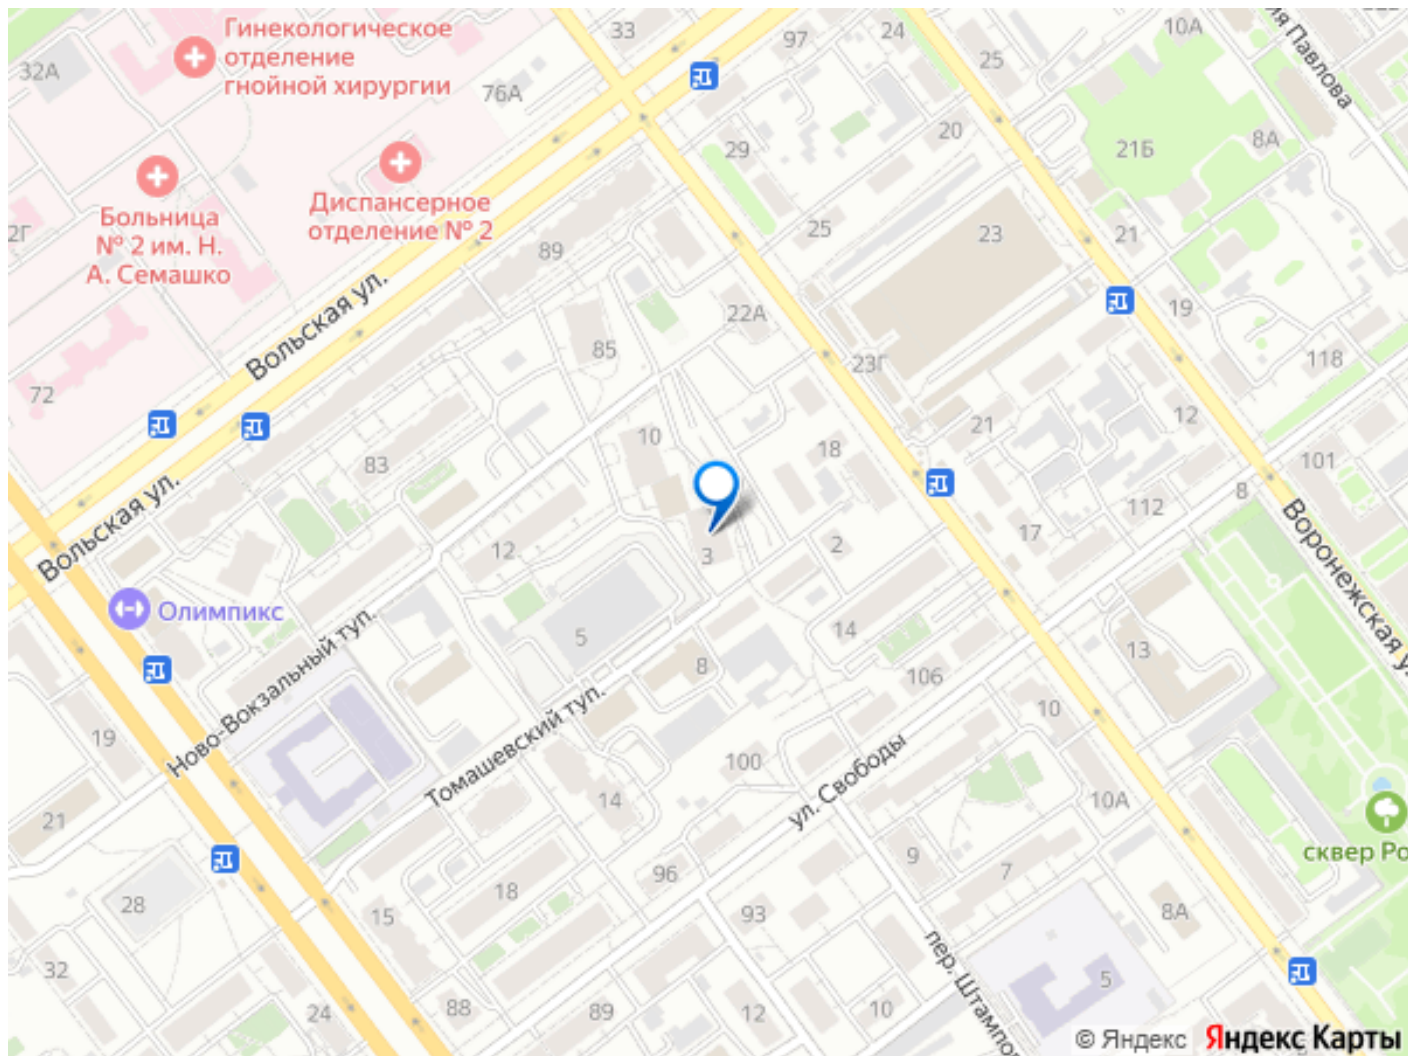 33
97
24
25
10А
Павлова
Гинекологическое
отделение
гнойной хирургии
32А
76А
29
20
21Б
8А
Больница
№ 2 им. Н.
А. Семашко
2Г
Диспансерное
отделение № 2
89
25
23
21
Вольская ул.
22А
19
85
23Г
118
72
10
18
21
12
83
101
Вольская ул.
8
112
17
12
3
2
Воронежская у
Олимпикс
5
14
13
8
106
Ново-Вокзальный туп.
10
19
Томашевский туп.
100
ул. Свободы
14
10А
21
сквер Ро
9
7
96
18
28
15
93
8А
пер. Штампо
32
5
24
88
89
12
10
© Яндекс Яндекс Карты